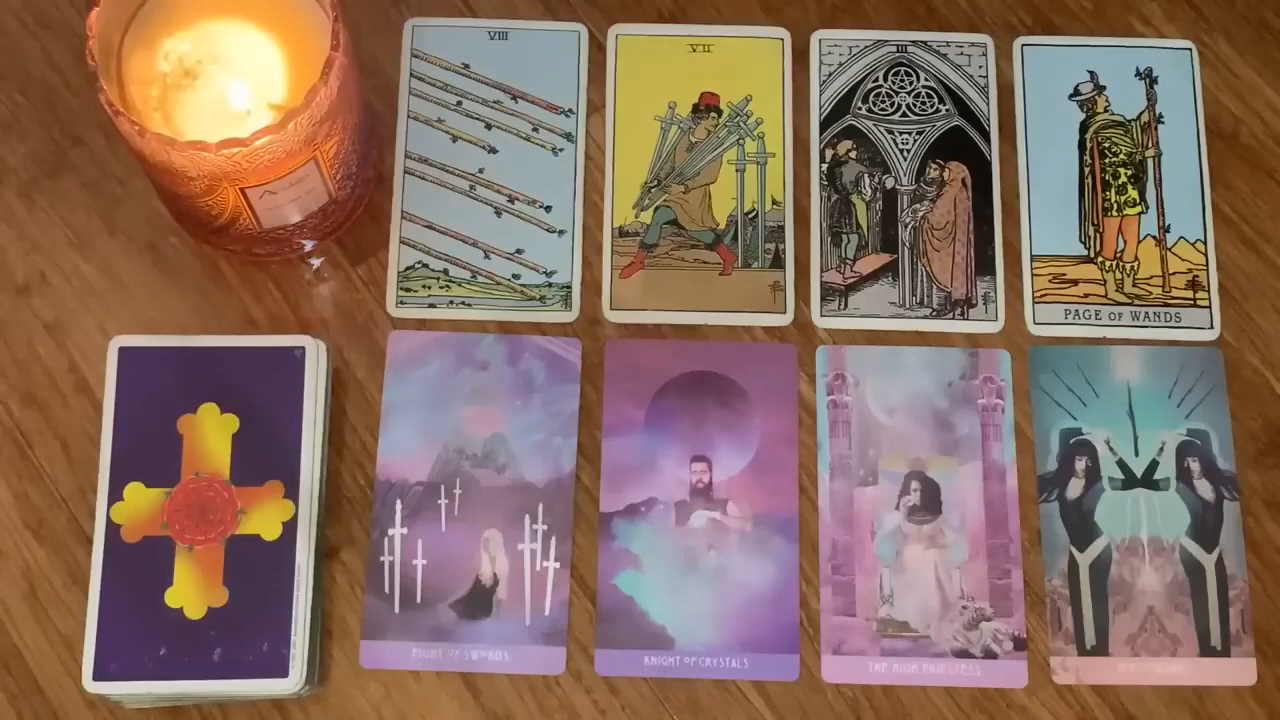 VIII
VII
III
PAGE OF WANDS
EIGHT OF SWORDS
KNIGHT OF CRYSTALS
THE HIGH PRIESTESS